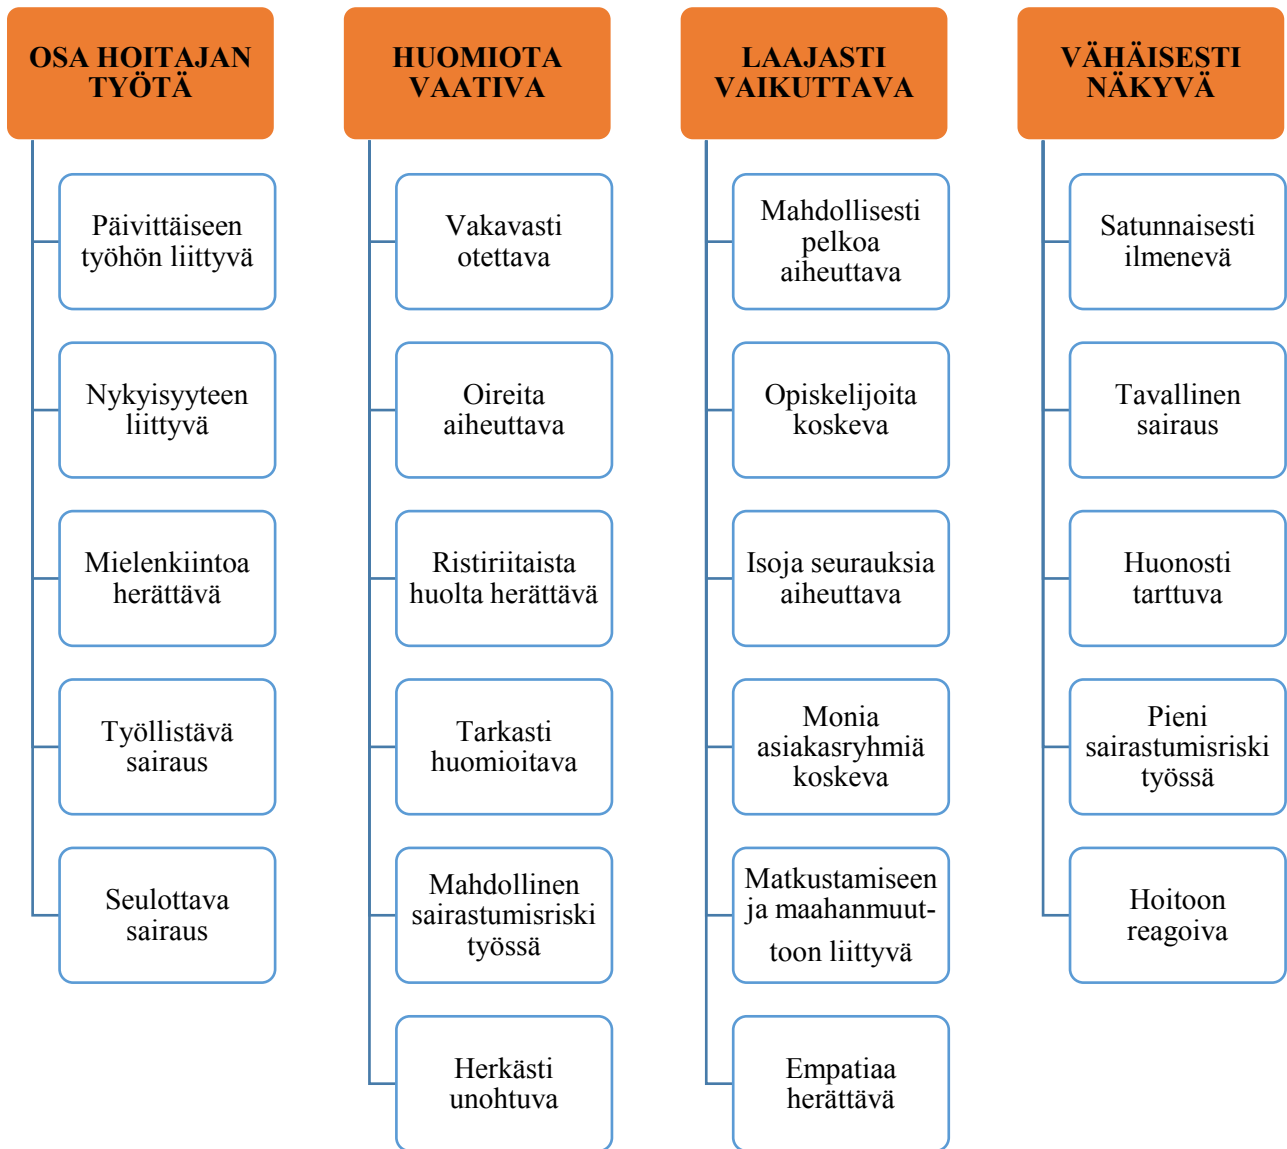 OSA HOITAJAN
TYÖTÄ
Päivittäiseen
työhön liittyvä
Nykyisyyteen
liittyvä
Mielenkiintoa
herättävä
Työllistävä
sairaus
Seulottava
sairaus
HUOMIOTA
VAATIVA
Vakavasti
otettava
Oireita
aiheuttava
Ristiriitaista
huolta herättävä
Tarkasti
huomioitava
Mahdollinen
sairastumisriski
työssä
Herkästi
unohtuva
LAAJASTI
VAIKUTTAVA
Mahdollisesti
pelkoa
aiheuttava
Opiskelijoita
koskeva
Isoja seurauksia
aiheuttava
Monia
asiakasryhmiä
koskeva
Matkustamiseen
ja maahanmuut-
toon liittyvä
Empatiaa
herättävä
VÄHÄISESTI
NÄKYVÄ
Satunnaisesti
ilmenevä
Tavallinen
sairaus
Huonosti
tarttuva
Pieni
sairastumisriski
työssä
Hoitoon
reagoiva